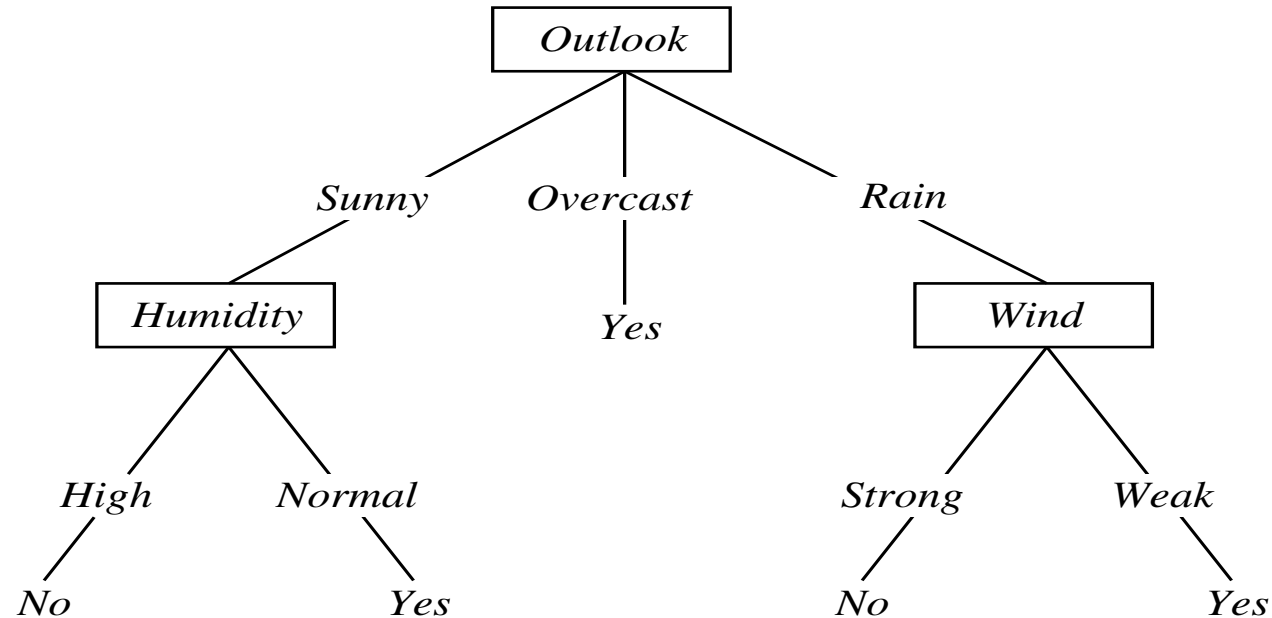 Outlook
Sunny Overcast Rain
Humidity Yes Wind
High Normal Strong Weak
No Yes No Yes